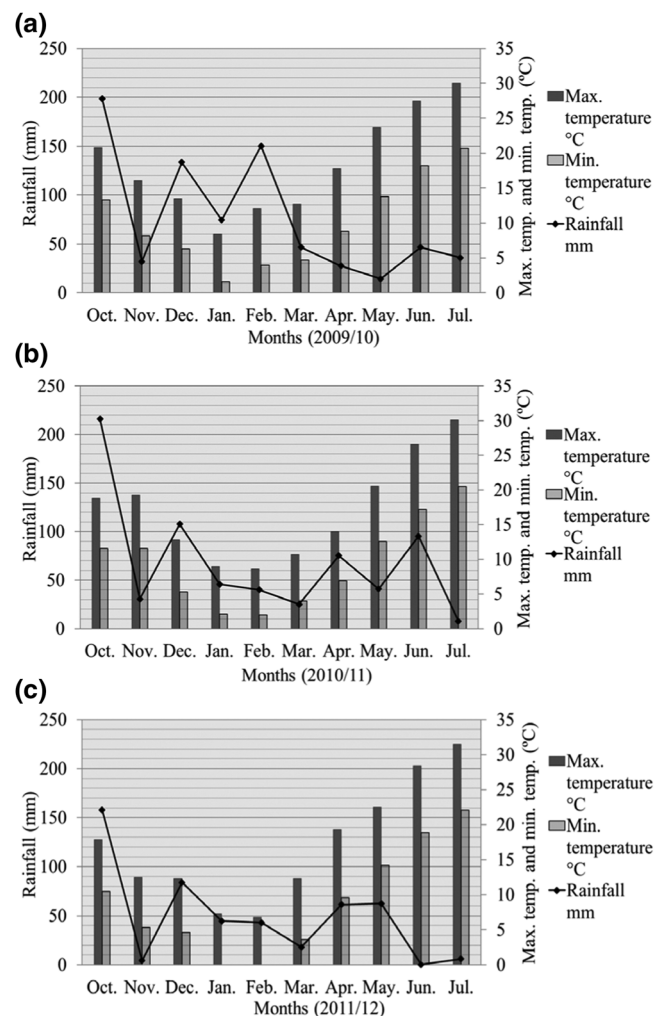 (a)
250
200
150
100
50
0
Rainfall (mm)
35
30
25
20
15
10
5
0
Max. temp. and min. temp. (ºC)
Max.
temperature
°C
Min.
temperature
°C
Rainfall
mm
Oct. Nov. Dec. Jan. Feb. Mar. Apr. May. Jun. Jul.
Months (2009/10)
(b)
250
200
150
100
50
0
Rainfall (mm)
35
30
25
20
15
10
5
0
Max. temp. and min. temp. (ºC)
Max.
temperature
°C
Min.
temperature
°C
Rainfall
mm
Oct. Nov. Dec. Jan. Feb. Mar. Apr. May. Jun. Jul.
Months (2010/11)
(c)
250
200
150
100
50
0
Rainfall (mm)
35
30
25
20
15
10
5
0
Max. temp. and min. temp. (ºC)
Max.
temperature
°C
Min.
temperature
°C
Rainfall
mm
Oct. Nov. Dec. Jan. Feb. Mar. Apr. May. Jun. Jul.
Months (2011/12)